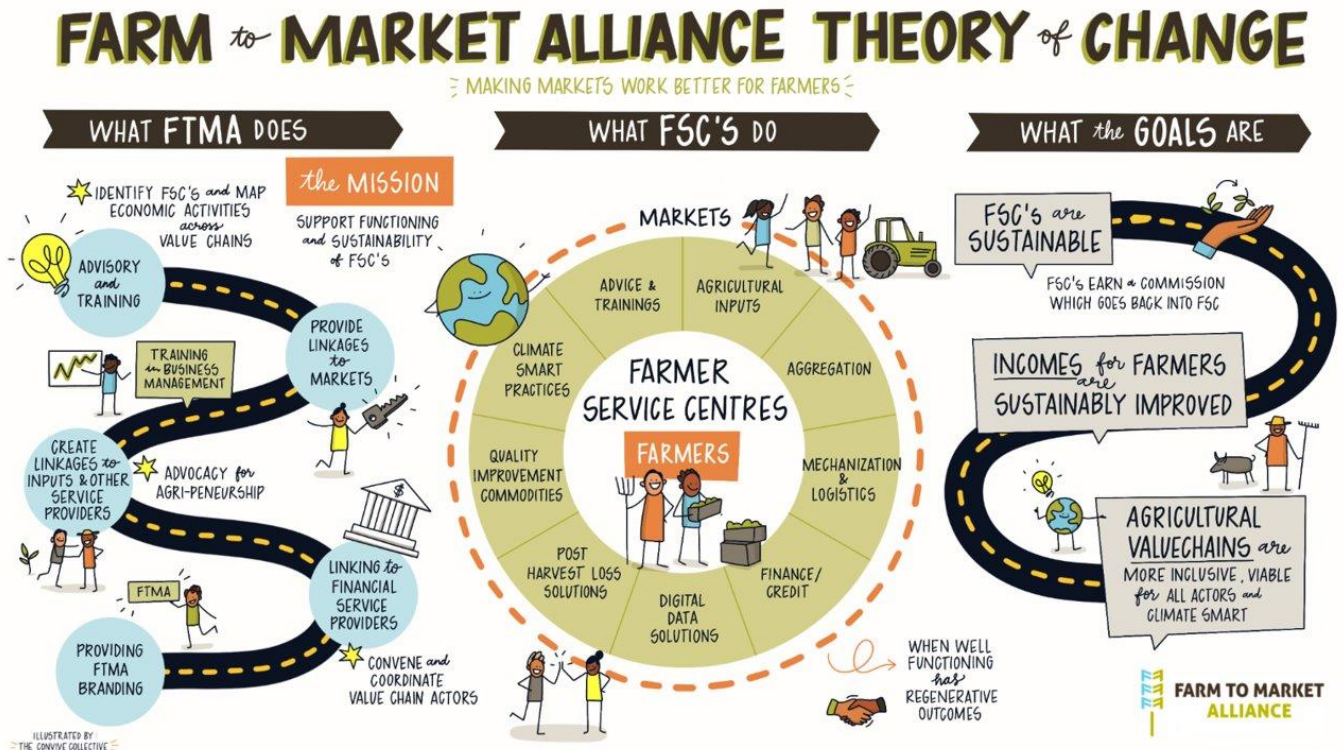 FARM to MARKET ALLIANCE THEORY of CHANGE
MAKING MARKETS WORK BETTER FOR FARMERS
WHAT FTMA DOES
the MISSION
SUPPORT FUNCTIONING
and SUSTAINABILITY
of FSC'S
IDENTIFY FSC'S and MAP
ECONOMIC ACTIVITIES
across
VALUE CHAINS
ADVISORY
and
TRAINING
PROVIDE
LINKAGES
to
MARKETS
TRAINING
in BUSINESS
MANAGEMENT
CREATE
LINKAGES to
INPUTS & OTHER
SERVICE
PROVIDERS
ADVOCACY for
AGRI-PENEURSHIP
$
LINKING to
FINANCIAL
SERVICE
PROVIDERS
FTMA
PROVIDING
FTMA
BRANDING
CONVENE and
COORDINATE
VALUE CHAIN ACTORS
ILLUSTRATED BY
THE CONVIVE COLLECTIVE
WHAT FSC'S DO
MARKETS
ADVICE &
TRAININGS
AGRICULTURAL
INPUTS
AGGREGATION
MECHANIZATION
&
LOGISTICS
FINANCE/
CREDIT
DIGITAL
DATA
SOLUTIONS
POST
HARVEST LOSS
SOLUTIONS
QUALITY
IMPROVEMENT
COMMODITIES
CLIMATE
SMART
PRACTICES
FARMER
SERVICE CENTRES
FARMERS
WHEN WELL
FUNCTIONING
has
REGENERATIVE
OUTCOMES
WHAT the GOALS ARE
FSC'S are
SUSTAINABLE
FSC'S EARN a COMMISSION
WHICH GOES BACK INTO FSC
INCOMES for FARMERS
are
SUSTAINABLY IMPROVED
AGRICULTURAL
VALUECHAINS are
MORE INCLUSIVE, VIABLE
for ALL ACTORS and
CLIMATE SMART
FARM TO MARKET
ALLIANCE